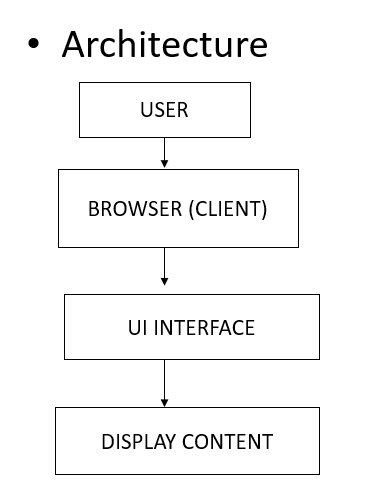 • Architecture
USER
BROWSER (CLIENT)
UI INTERFACE
DISPLAY CONTENT